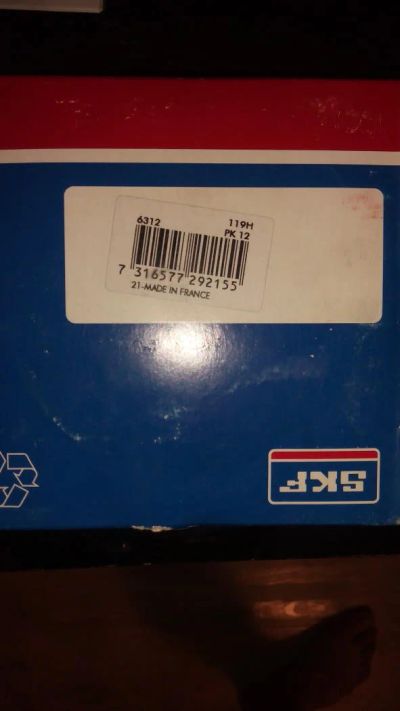 6312 119H
PK 12
7 316577 292155
21-MADE IN FRANCE
SKF